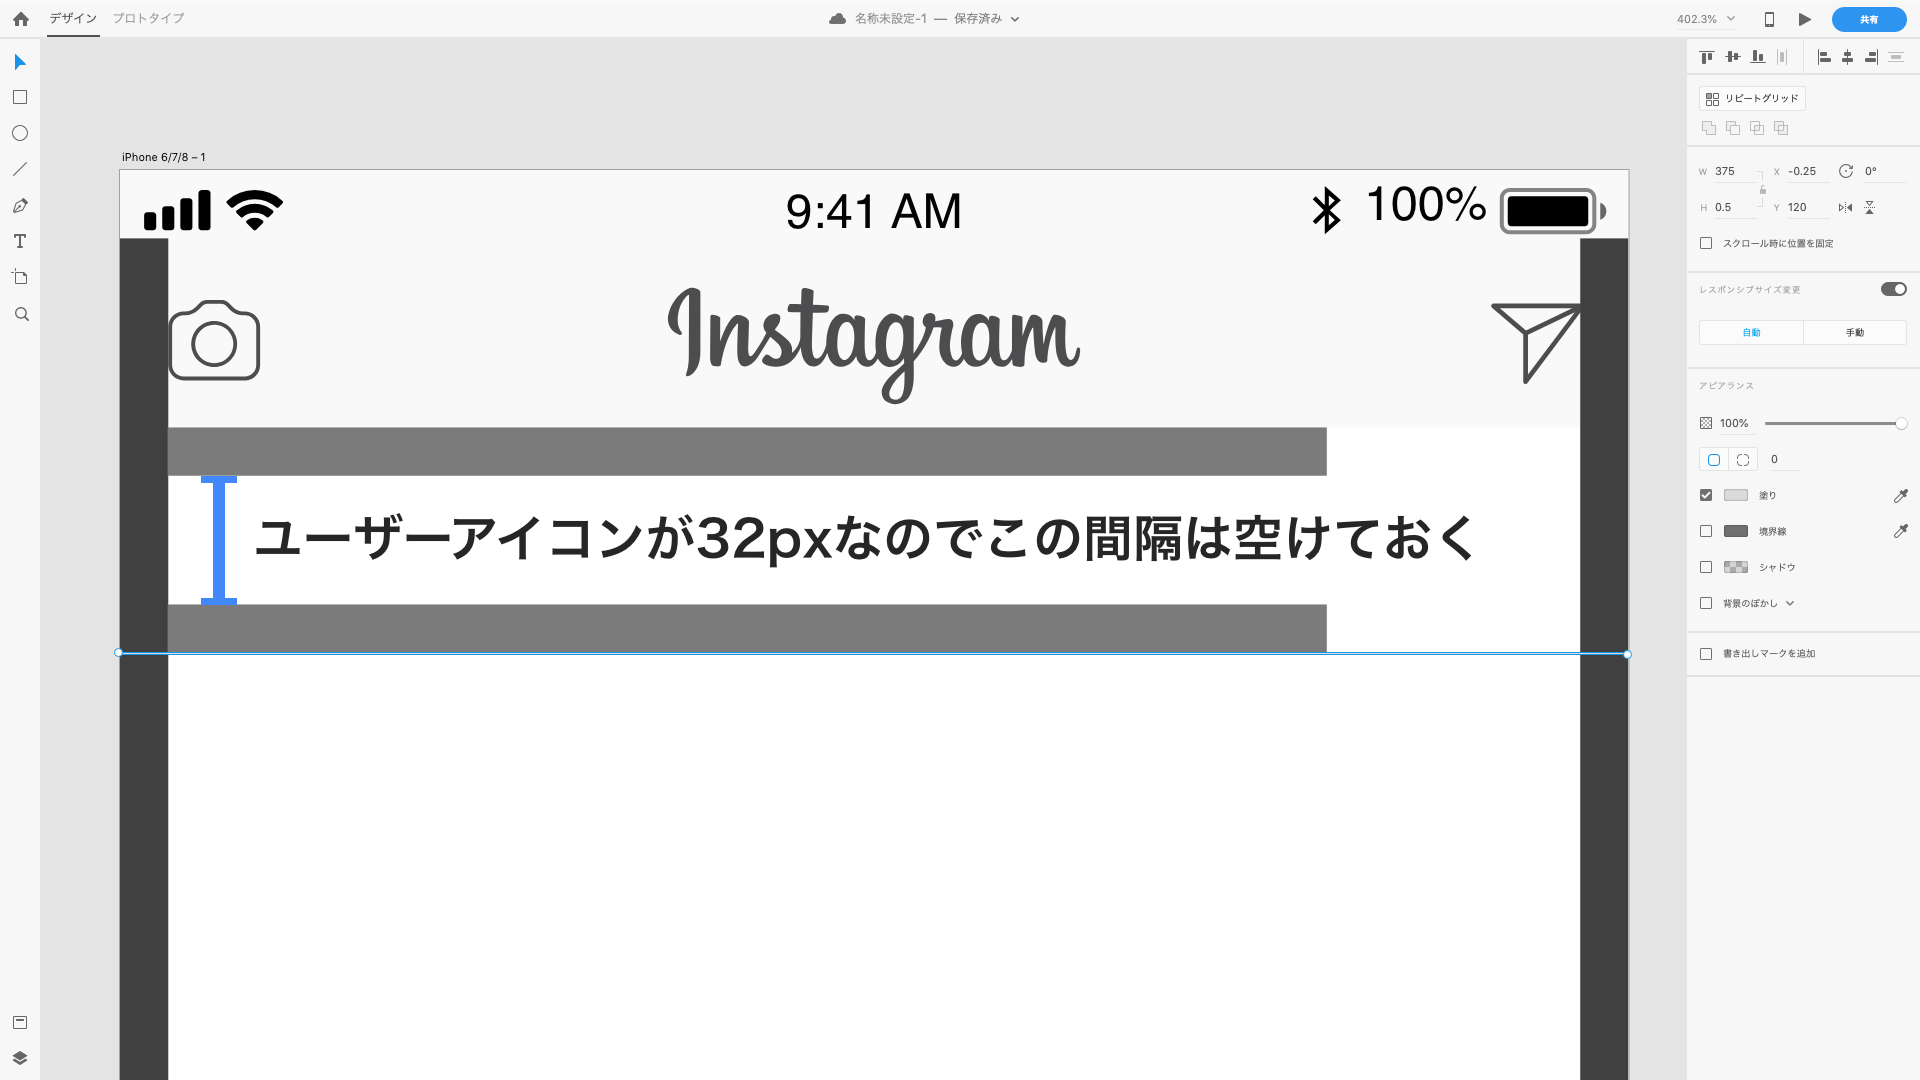 デザイン プロトタイプ 名称未設定-1 — 保存済み 402.3% 共有
リピートグリッド
iPhone 6/7/8 – 1
W 375 X -0.25 0°
9:41 AM 100%
H 0.5 Y 120
スクロール時に位置を固定
レスポンシブサイズ変更
Instagram
自動 手動
アピアランス
100%
0
塗り
ユーザーアイコンが32pxなのでこの間隔は空けておく
境界線
シャドウ
背景のぼかし
書き出しマークを追加